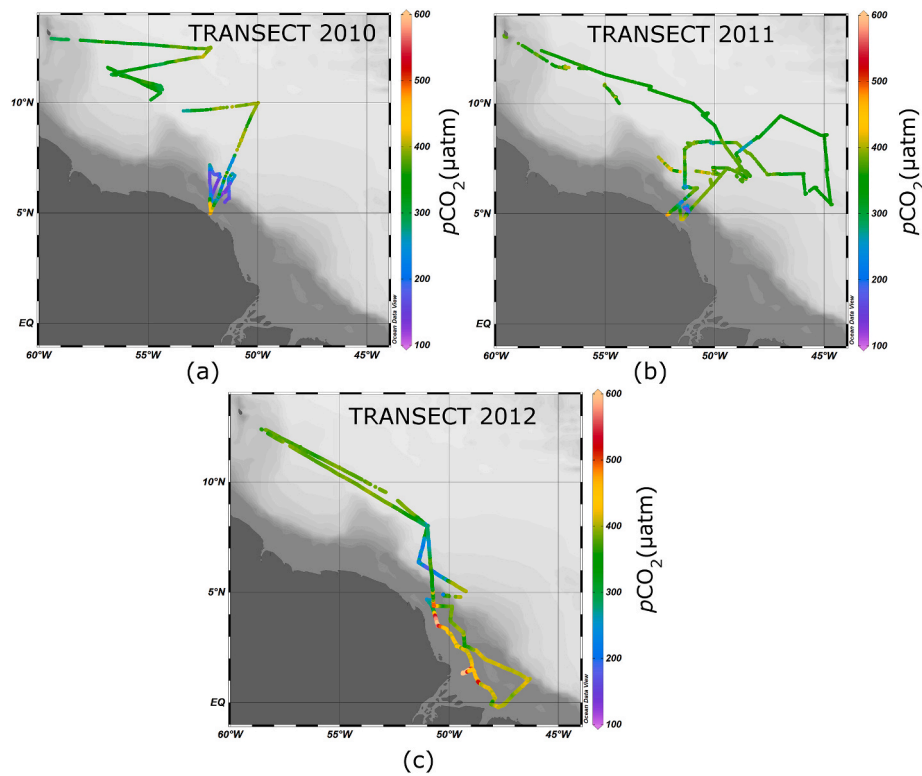 TRANSECT 2010
10°N
5°N
EQ
60°W
55°W
50°W
45°W
600
500
400
300
200
100
pCO2(µatm)
Ocean Data View
(a)
TRANSECT 2011
10°N
5°N
EQ
60°W
55°W
50°W
45°W
600
500
400
300
200
100
pCO2(µatm)
Ocean Data View
(b)
TRANSECT 2012
10°N
5°N
EQ
60°W
55°W
50°W
45°W
600
500
400
300
200
100
pCO2(µatm)
Ocean Data View
(c)